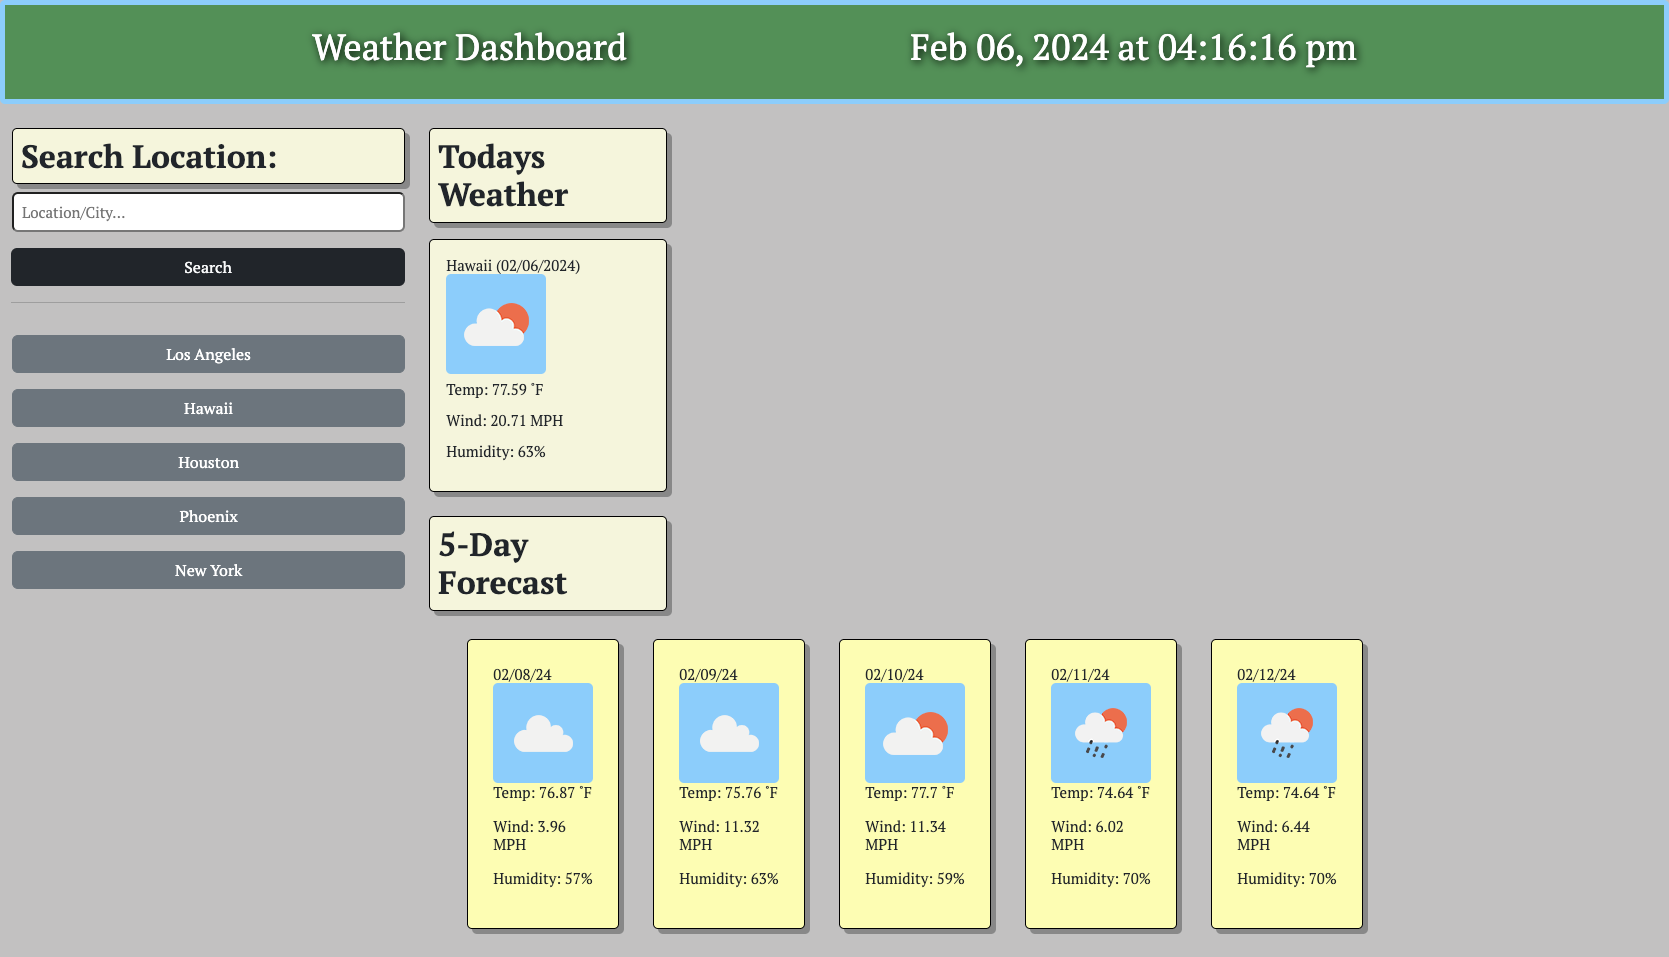 Weather Dashboard
Feb 06, 2024 at 04:16:16 pm
Search Location:
Location/City...
Search
Los Angeles
Hawaii
Houston
Phoenix
New York
Todays
Weather
Hawaii (02/06/2024)
Temp: 77.59 ˚F
Wind: 20.71 MPH
Humidity: 63%
5-Day
Forecast
02/08/24
Temp: 76.87 ˚F
Wind: 3.96
MPH
Humidity: 57%
02/09/24
Temp: 75.76 ˚F
Wind: 11.32
MPH
Humidity: 63%
02/10/24
Temp: 77.7 ˚F
Wind: 11.34
MPH
Humidity: 59%
02/11/24
Temp: 74.64 ˚F
Wind: 6.02
MPH
Humidity: 70%
02/12/24
Temp: 74.64 ˚F
Wind: 6.44
MPH
Humidity: 70%